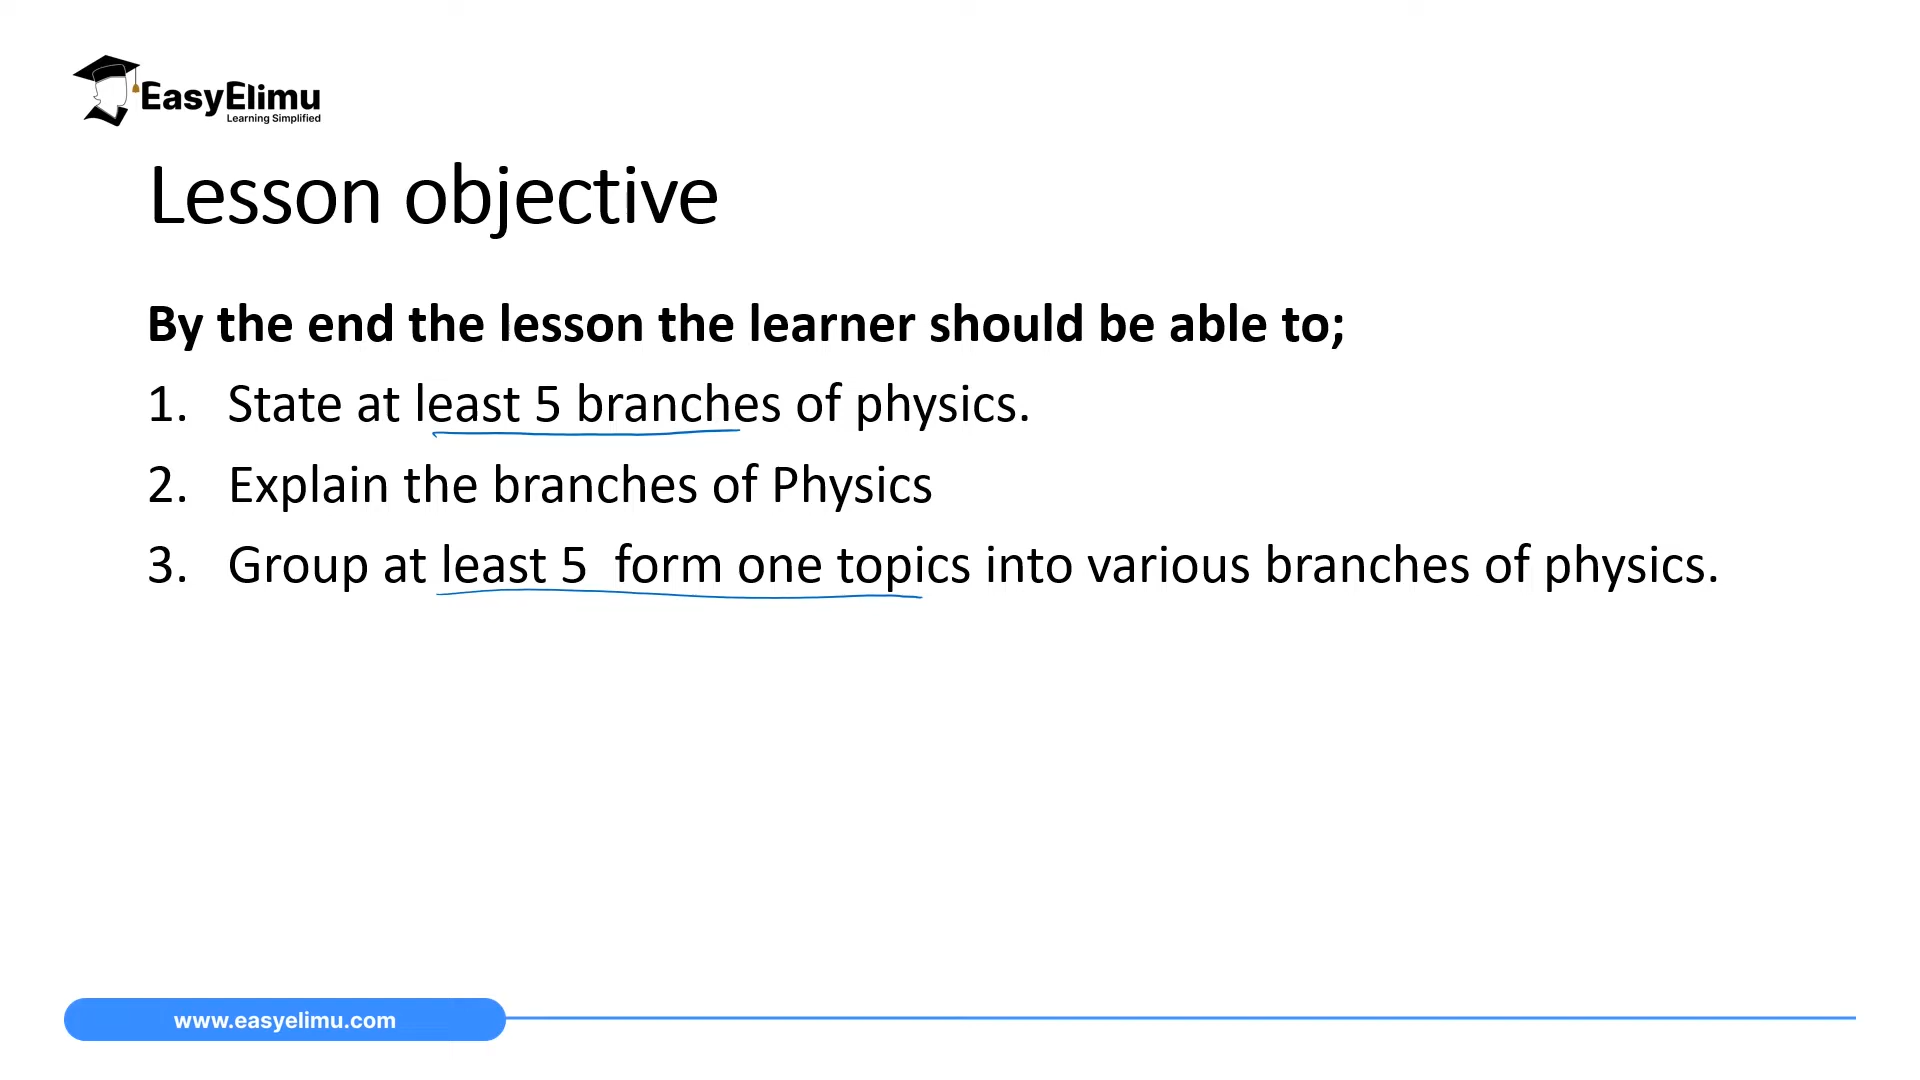 EasyElimu
Learning Simplified
Lesson objective
By the end the lesson the learner should be able to;
1. State at least 5 branches of physics.
2. Explain the branches of Physics
3. Group at least 5 form one topics into various branches of physics.
www.easyelimu.com